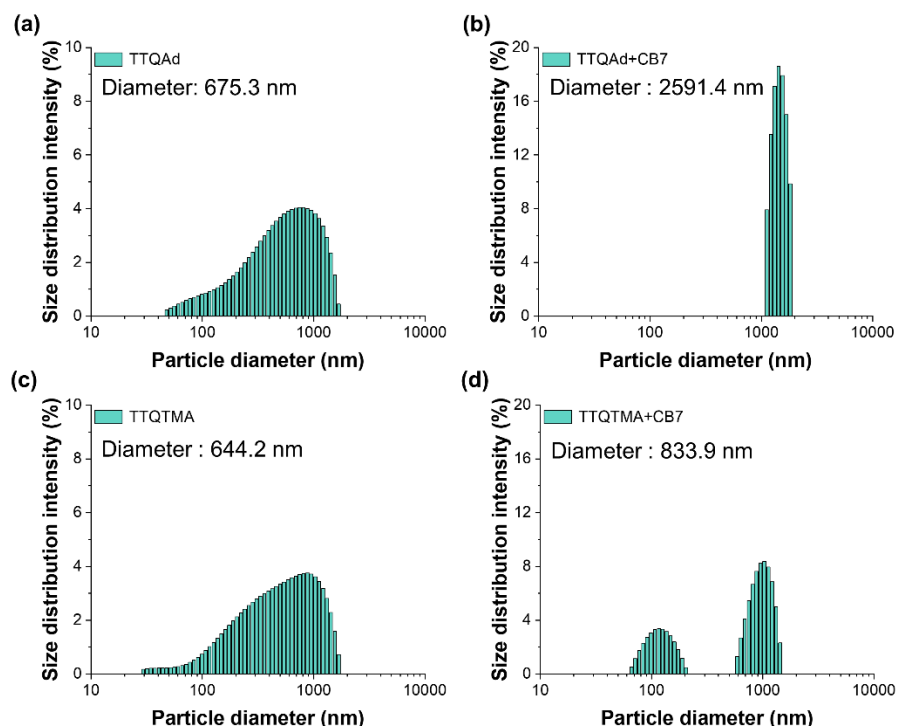 (a)
Size distribution intensity (%)
10
8
6
4
2
0
TTQAd
Diameter: 675.3 nm
10
100
1000
10000
Particle diameter (nm)
(b)
Size distribution intensity (%)
20
16
12
8
4
0
TTQAd+CB7
Diameter : 2591.4 nm
10
100
1000
10000
Particle diameter (nm)
(c)
Size distribution intensity (%)
10
8
6
4
2
0
TTQTMA
Diameter : 644.2 nm
10
100
1000
10000
Particle diameter (nm)
(d)
Size distribution intensity (%)
20
16
12
8
4
0
TTQTMA+CB7
Diameter : 833.9 nm
10
100
1000
10000
Particle diameter (nm)